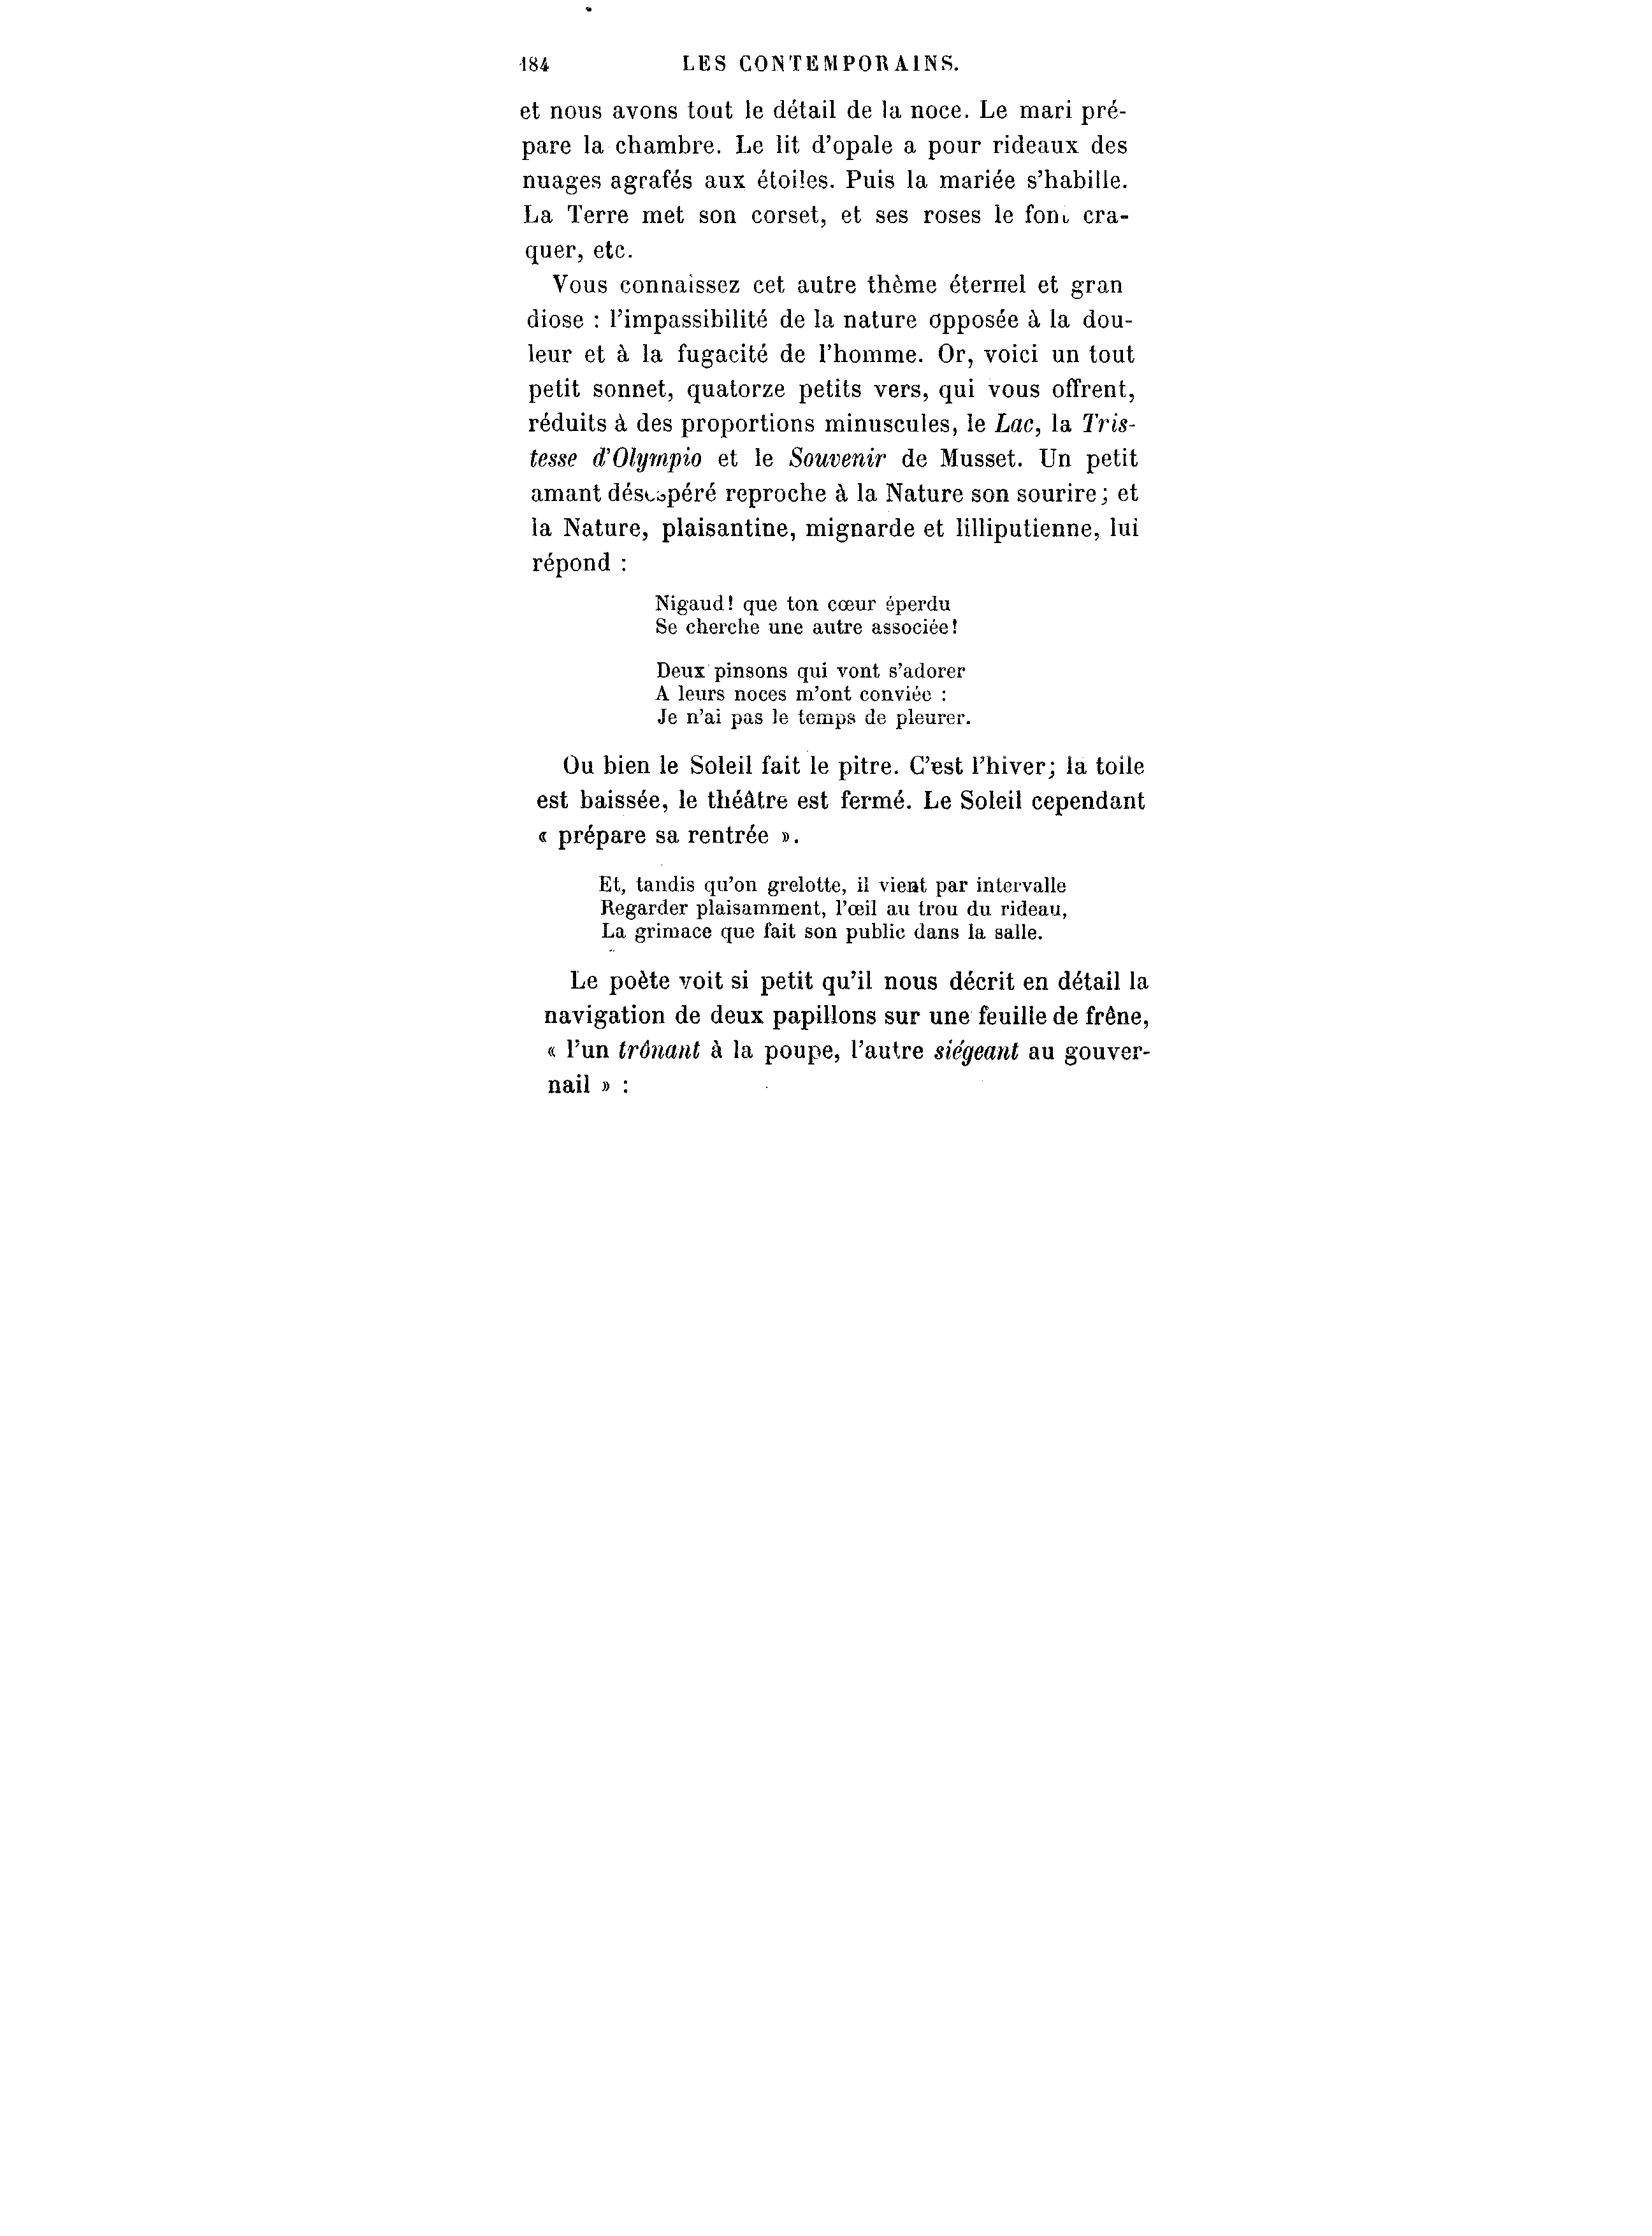 184 LES CONTEMPORAINS.
et nous avons tout le détail de la noce. Le mari pré-
pare la chambre. Le lit d'opale a pour rideaux des
nuages agrafés aux étoiles. Puis la mariée s'habille.
La Terre met son corset, et ses roses le font cra-
quer, etc.
Vous connaissez cet autre thème éternel et gran
diose : l'impassibilité de la nature opposée à la dou-
leur et à la fugacité de l'homme. Or, voici un tout
petit sonnet, quatorze petits vers, qui vous offrent,
réduits à des proportions minuscules, le Lac, la Tris-
tesse d'Olympio et le Souvenir de Musset. Un petit
amant désespéré reproche à la Nature son sourire ; et
la Nature, plaisantine, mignarde et lilliputienne, lui
répond :
Nigaud! que ton cœur éperdu
Se cherche une autre associée!
Deux pinsons qui vont s'adorer
A leurs noces m'ont conviée :
Je n'ai pas le temps de pleurer.
Ou bien le Soleil fait le pitre. C'est l'hiver; la toile
est baissée, le théâtre est fermé. Le Soleil cependant
« prépare sa rentrée ».
Et, tandis qu'on grelotte, il vient par intervalle
Regarder plaisamment, l'œil au trou du rideau,
La grimace que fait son public dans la salle.
Le poète voit si petit qu'il nous décrit en détail la
navigation de deux papillons sur une feuille de frêne,
« l'un trônant à la poupe, l'autre siégeant au gouver-
nail » :